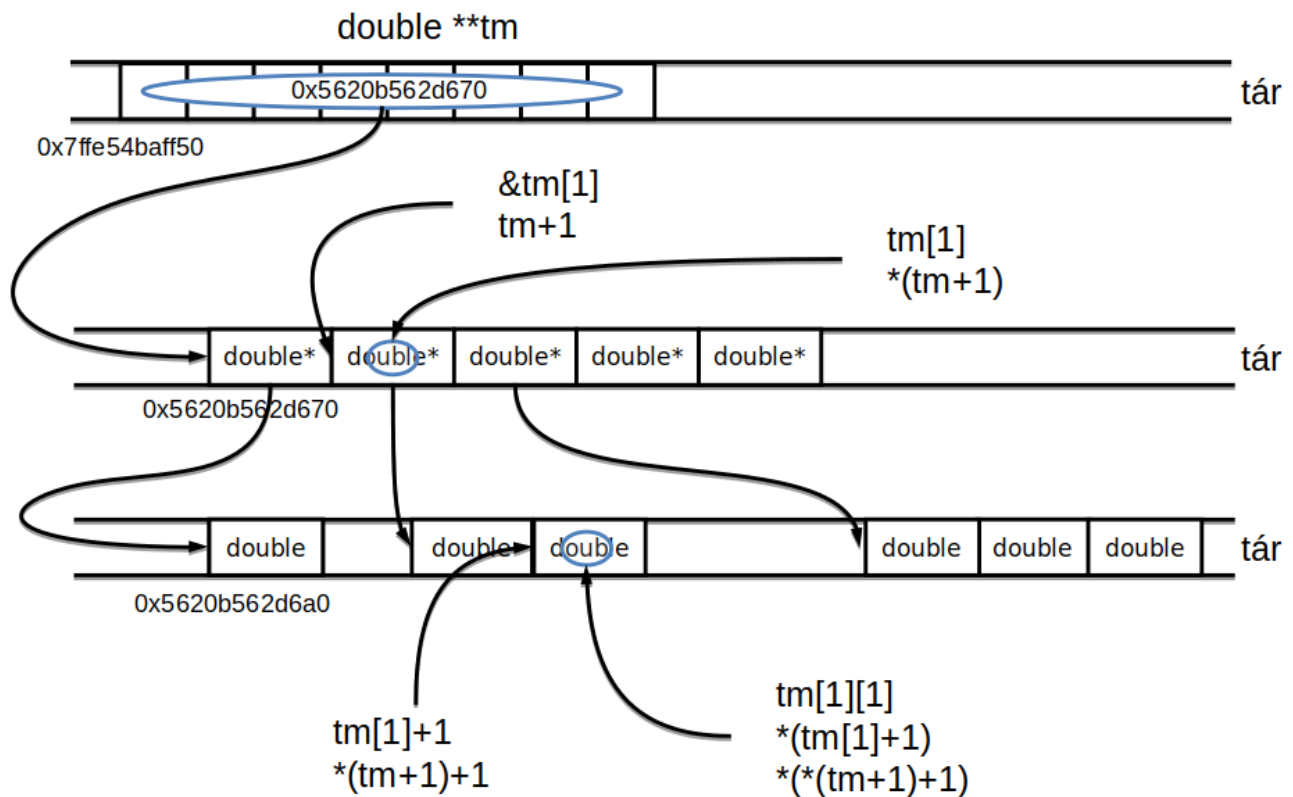 double **tm
0x5620b562d670
tár
0x7ffe54baff50
&tm[1]
tm+1
tm[1]
*(tm+1)
double* double* double* double* double*
tár
0x5620b562d670
double double double double double double
tár
0x5620b562d6a0
tm[1]+1
*(tm+1)+1
tm[1][1]
*(tm[1]+1)
*(*(tm+1)+1)